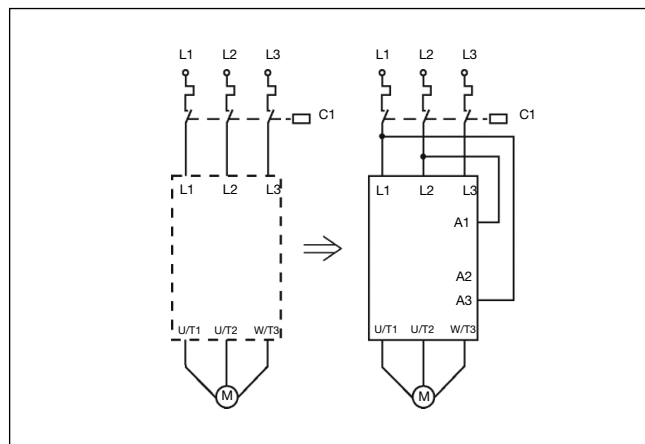 L1 L2 L3 L1 L2 L3
C1 C1
L1 L2 L3 L1 L2 L3
A1
A2
A3
U/T1 U/T2 W/T3 U/T1 U/T2 W/T3
M M